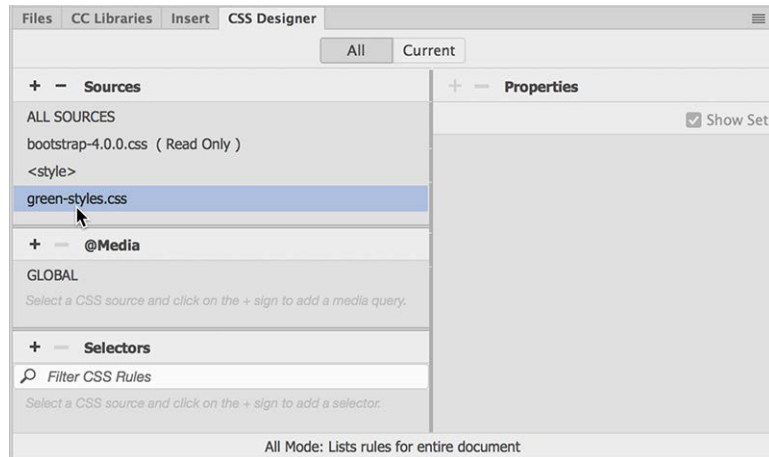 Files CC Libraries Insert CSS Designer
All Current
+ − Sources
ALL SOURCES
bootstrap-4.0.0.css ( Read Only )
<style>
green-styles.css
+ − @Media
GLOBAL
Select a CSS source and click on the + sign to add a media query.
+ − Selectors
Filter CSS Rules
Select a CSS source and click on the + sign to add a selector.
+ − Properties
Show Set
All Mode: Lists rules for entire document